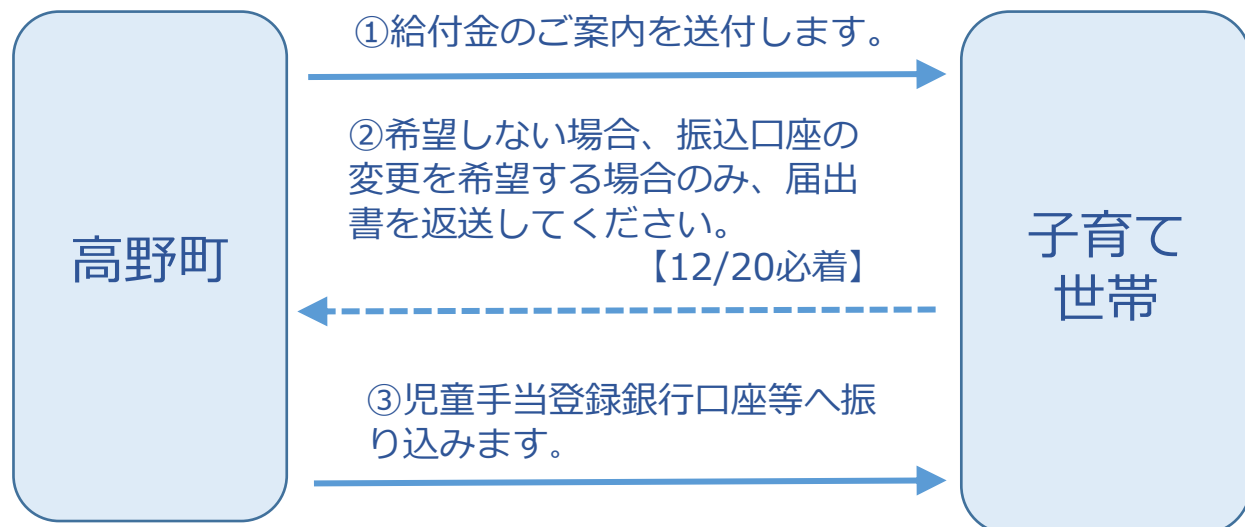 高野町
①給付金のご案内を送付します。
②希望しない場合、振込口座の
変更を希望する場合のみ、届出
書を返送してください。
【12/20必着】
③児童手当登録銀行口座等へ振
り込みます。
子育て
世帯